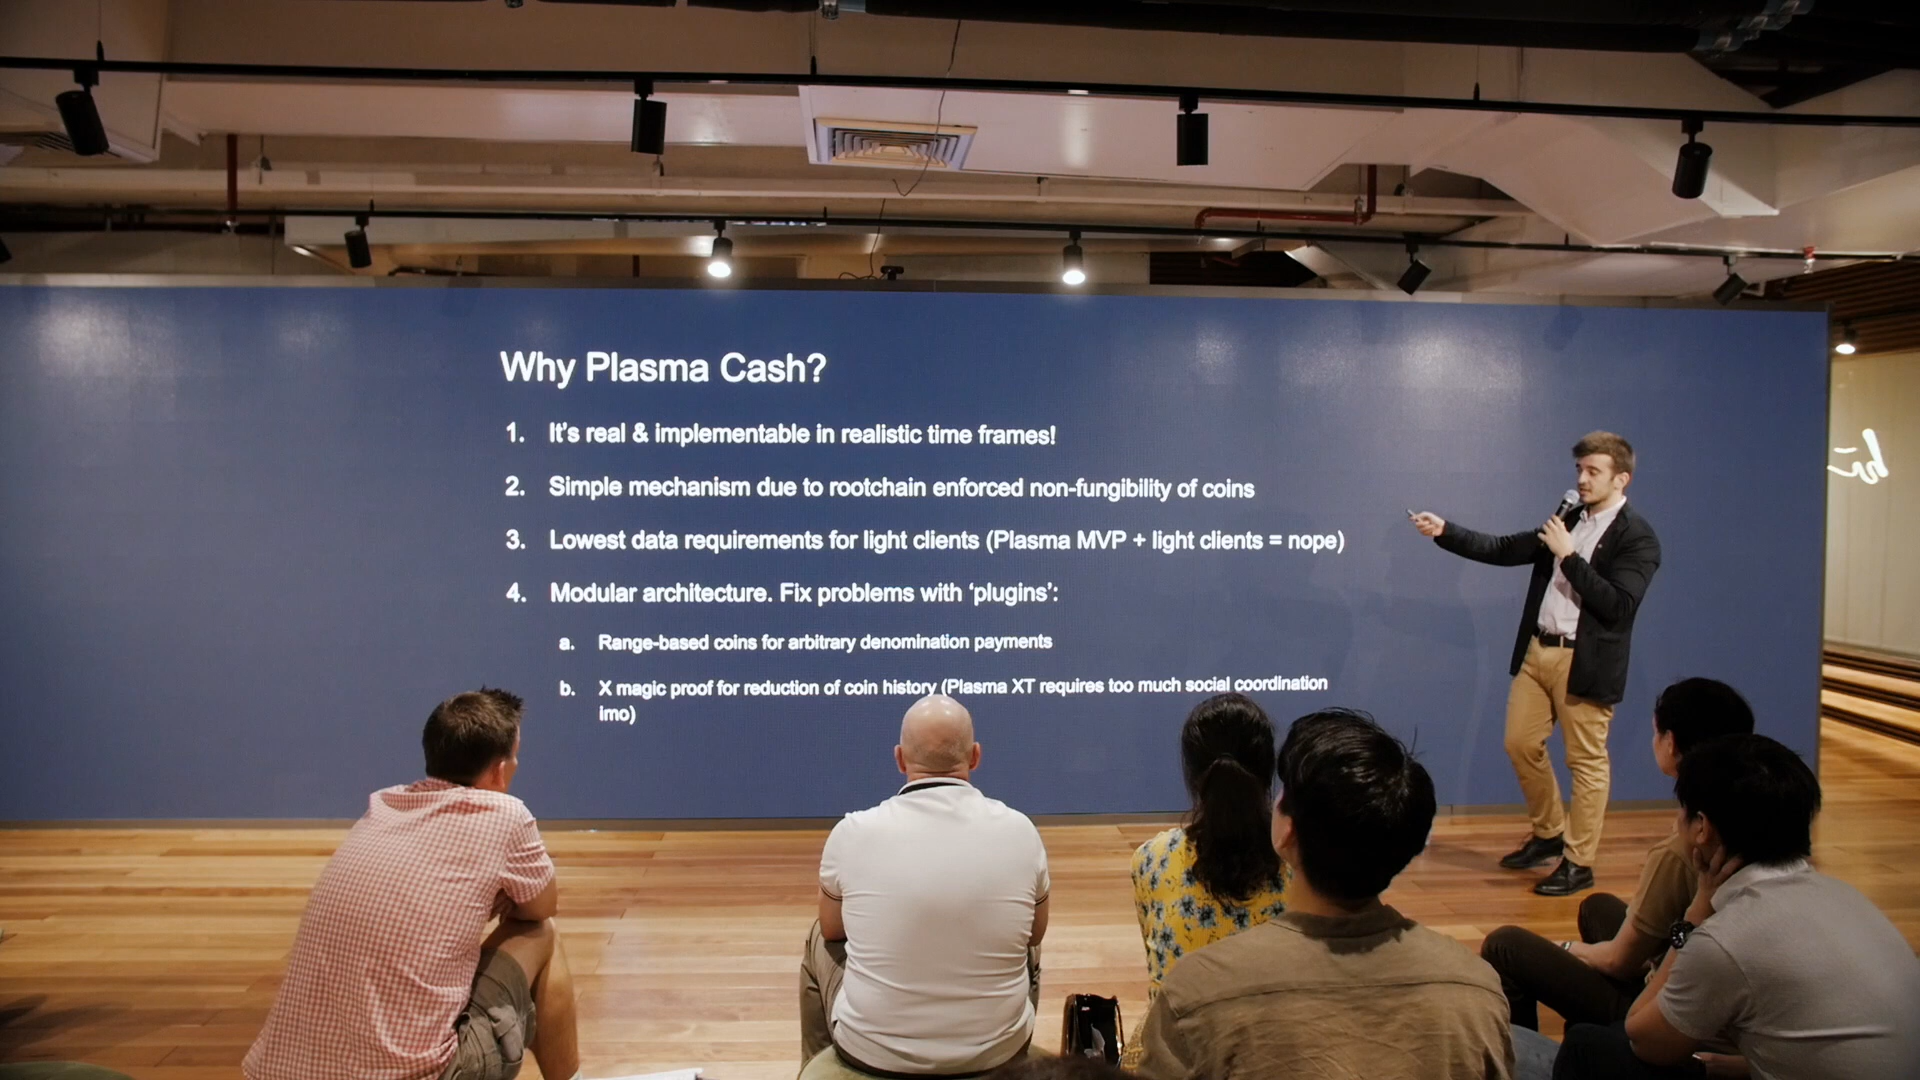 Why Plasma Cash?
1. It's real & implementable in realistic time frames!
2. Simple mechanism due to rootchain enforced non-fungibility of coins
3. Lowest data requirements for light clients (Plasma MVP + light clients = nope)
4. Modular architecture. Fix problems with ‘plugins’:
a. Range-based coins for arbitrary denomination payments
b. X magic proof for reduction of coin history (Plasma XT requires too much social coordination
imo)